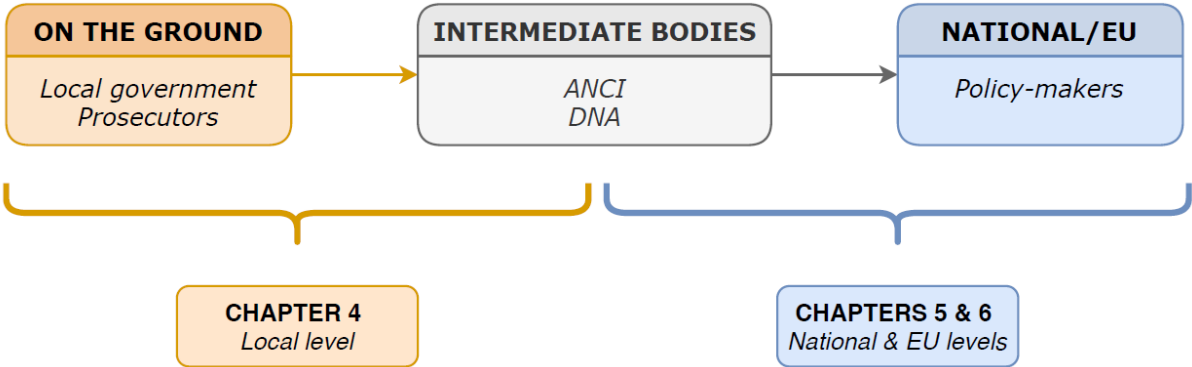 ON THE GROUND
Local government
Prosecutors
INTERMEDIATE BODIES
ANCI
DNA
NATIONAL/EU
Policy-makers
CHAPTER 4
Local level
CHAPTERS 5 & 6
National & EU levels